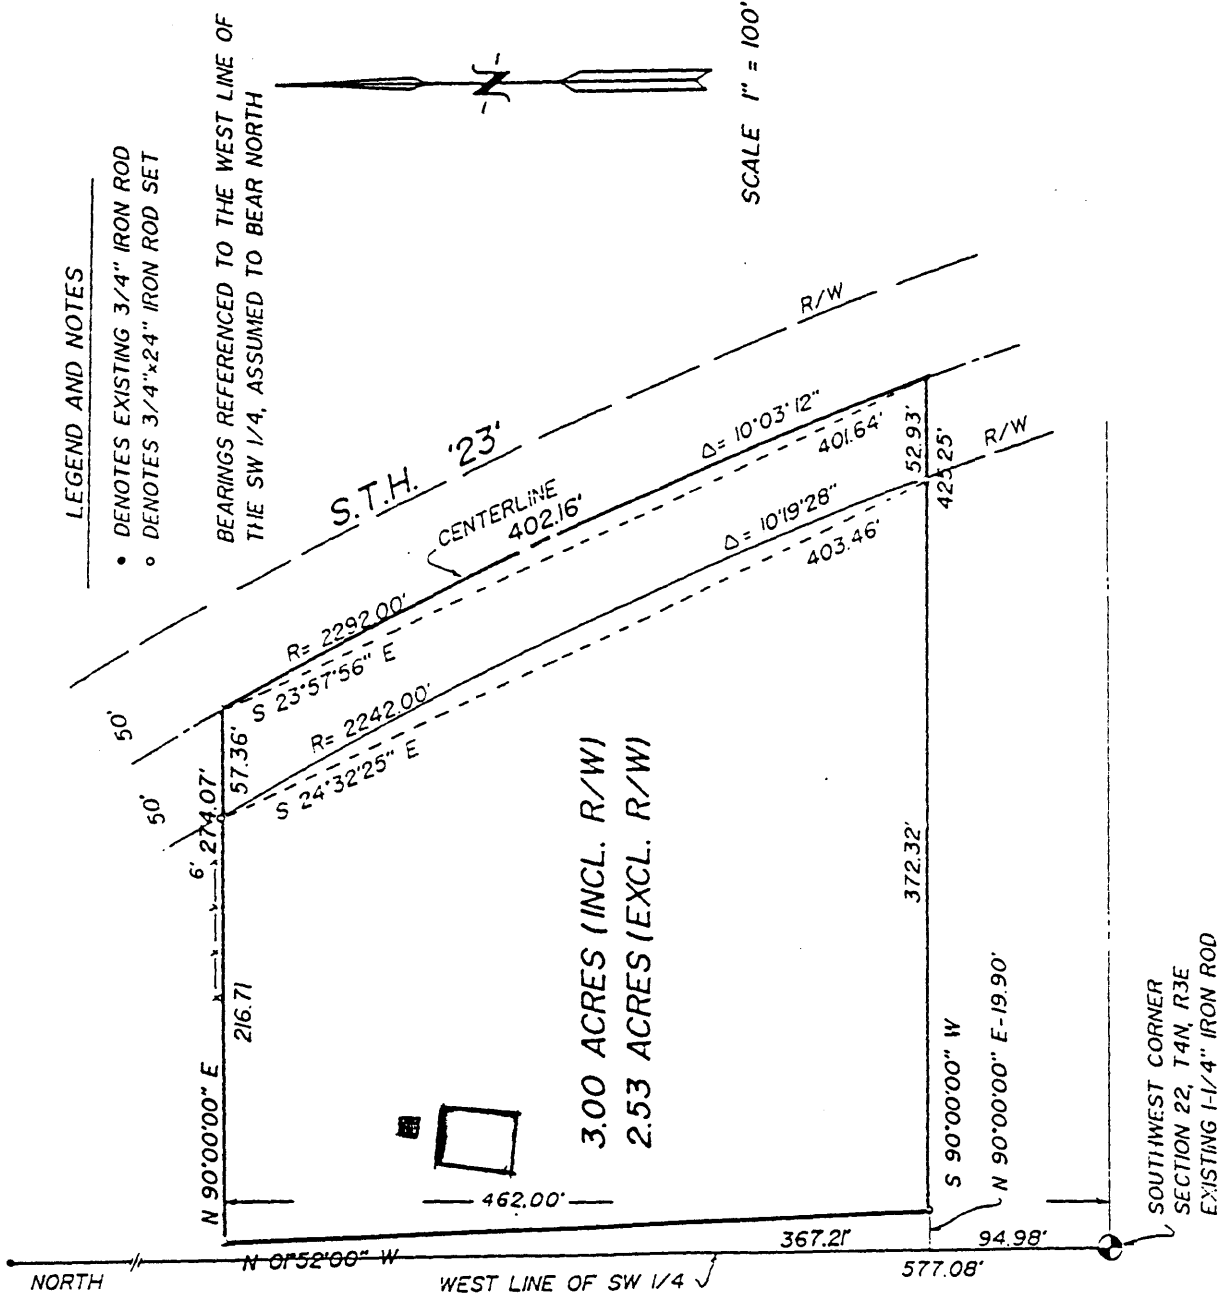 LEGEND AND NOTES
• DENOTES EXISTING 3/4" IRON ROD
○ DENOTES 3/4"x24" IRON ROD SET
BEARINGS REFERENCED TO THE WEST LINE OF
THE SW 1/4, ASSUMED TO BEAR NORTH
N
SCALE 1" = 100'
S.T.H. '23'
R/W
R/W
CENTERLINE
402.16'
R= 2292.00'
S 23°57'56" E
Δ= 10°03'12"
401.64'
R= 2242.00'
S 24°32'25" E
Δ= 10°19'28"
403.46'
50'
50'
57.36'
274.07'
6'
216.71
N 90°00'00" E
52.93'
425.25'
372.32'
S 90°00'00" W
N 90°00'00" E-19.90'
3.00 ACRES (INCL. R/W)
2.53 ACRES (EXCL. R/W)
462.00'
367.21'
94.98'
577.08'
N 01°52'00" W
NORTH
WEST LINE OF SW 1/4
SOUTHWEST CORNER
SECTION 22, T4N, R3E
EXISTING 1-1/4" IRON ROD